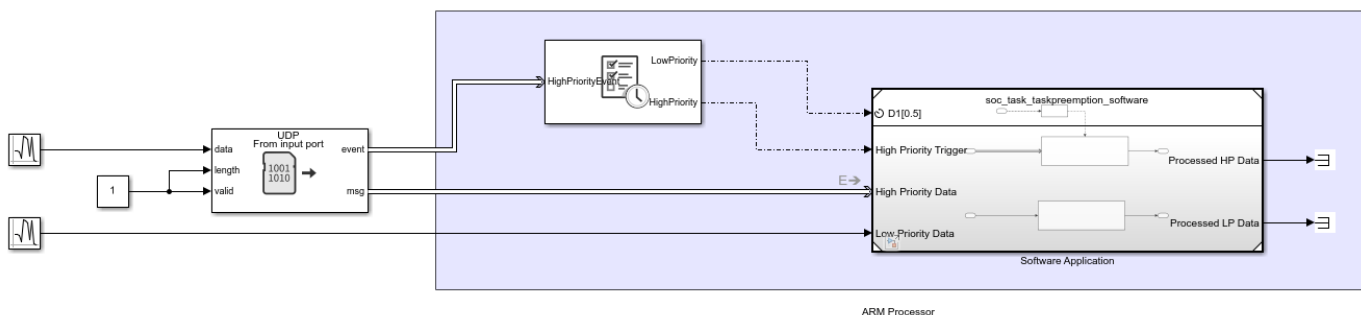 LowPriority
HighPriorityEvent
HighPriority
soc_task_taskpreemption_software
D1[0.5]
UDP
From input port
data
event
1001
1010
length
valid
msg
1
High Priority Trigger
Processed HP Data
E
High Priority Data
Processed LP Data
Low Priority Data
Software Application
ARM Processor